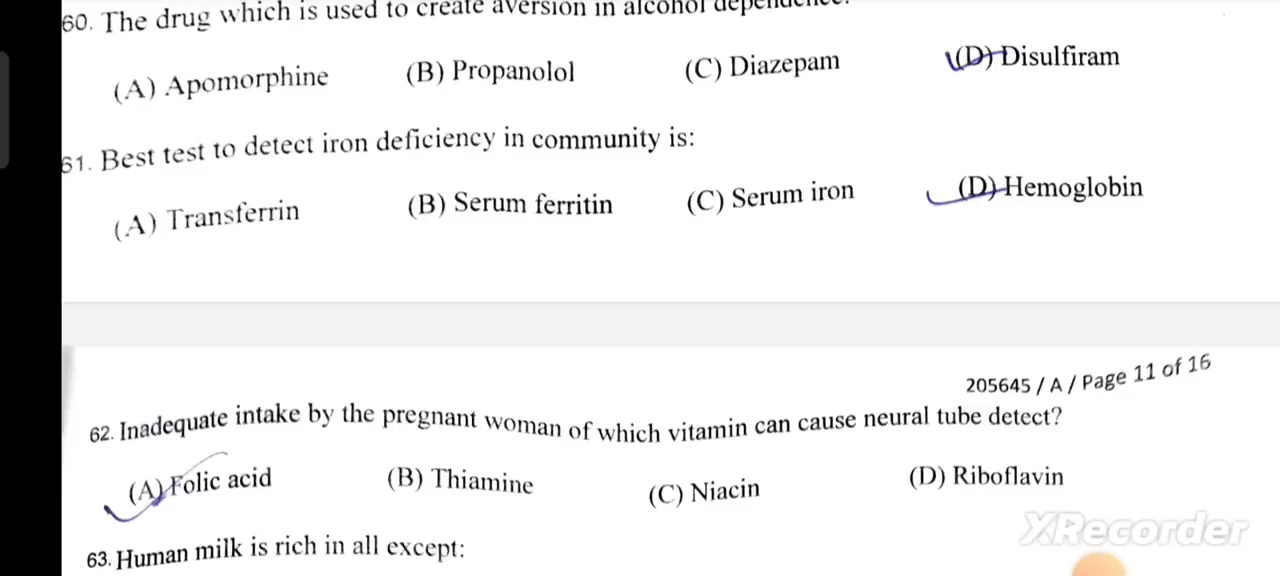 60. The drug which is used to create aversion in alcohol dependence.
(A) Apomorphine (B) Propanolol (C) Diazepam (D) Disulfiram
61. Best test to detect iron deficiency in community is:
(A) Transferrin (B) Serum ferritin (C) Serum iron (D) Hemoglobin
205645 / A / Page 11 of 16
62. Inadequate intake by the pregnant woman of which vitamin can cause neural tube detect?
(A) Folic acid (B) Thiamine (C) Niacin (D) Riboflavin
63. Human milk is rich in all except:
XRecorder